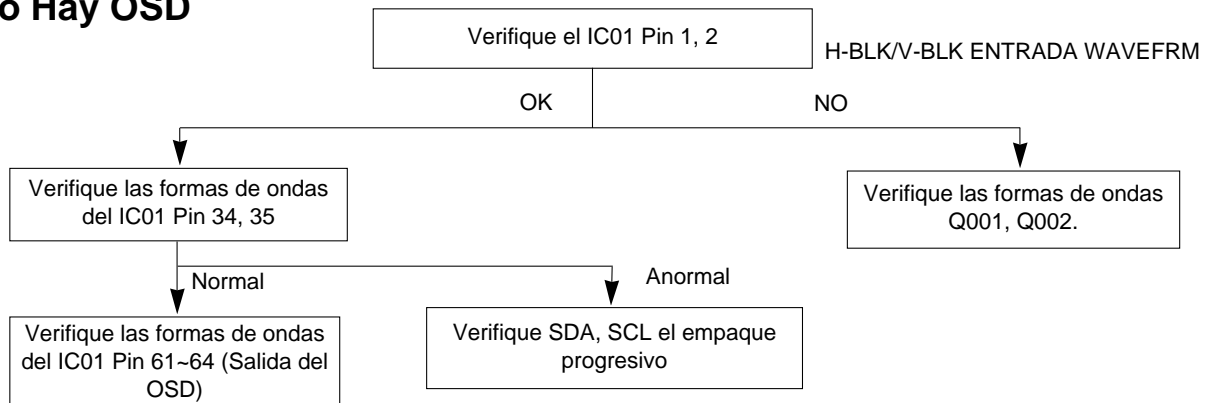 o Hay OSD
Verifique el IC01 Pin 1, 2
H-BLK/V-BLK ENTRADA WAVEFRM
OK
NO
Verifique las formas de ondas
del IC01 Pin 34, 35
Verifique las formas de ondas
Q001, Q002.
Normal
Anormal
Verifique las formas de ondas
del IC01 Pin 61~64 (Salida del
OSD)
Verifique SDA, SCL el empaque
progresivo